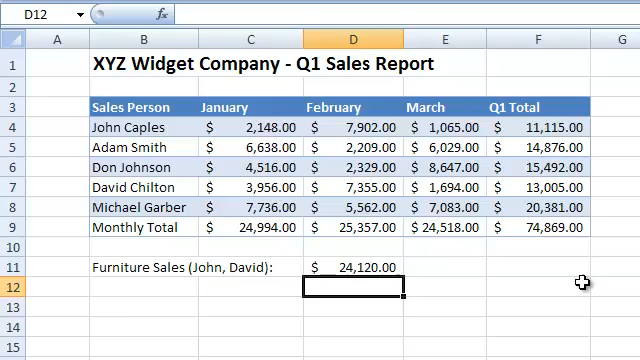 D12 fx
A B C D E F G
1 XYZ Widget Company - Q1 Sales Report
2
3 Sales Person January February March Q1 Total
4 John Caples $ 2,148.00 $ 7,902.00 $ 1,065.00 $ 11,115.00
5 Adam Smith $ 6,638.00 $ 2,209.00 $ 6,029.00 $ 14,876.00
6 Don Johnson $ 4,516.00 $ 2,329.00 $ 8,647.00 $ 15,492.00
7 David Chilton $ 3,956.00 $ 7,355.00 $ 1,694.00 $ 13,005.00
8 Michael Garber $ 7,736.00 $ 5,562.00 $ 7,083.00 $ 20,381.00
9 Monthly Total $ 24,994.00 $ 25,357.00 $ 24,518.00 $ 74,869.00
10
11 Furniture Sales (John, David): $ 24,120.00
12
13
14
15